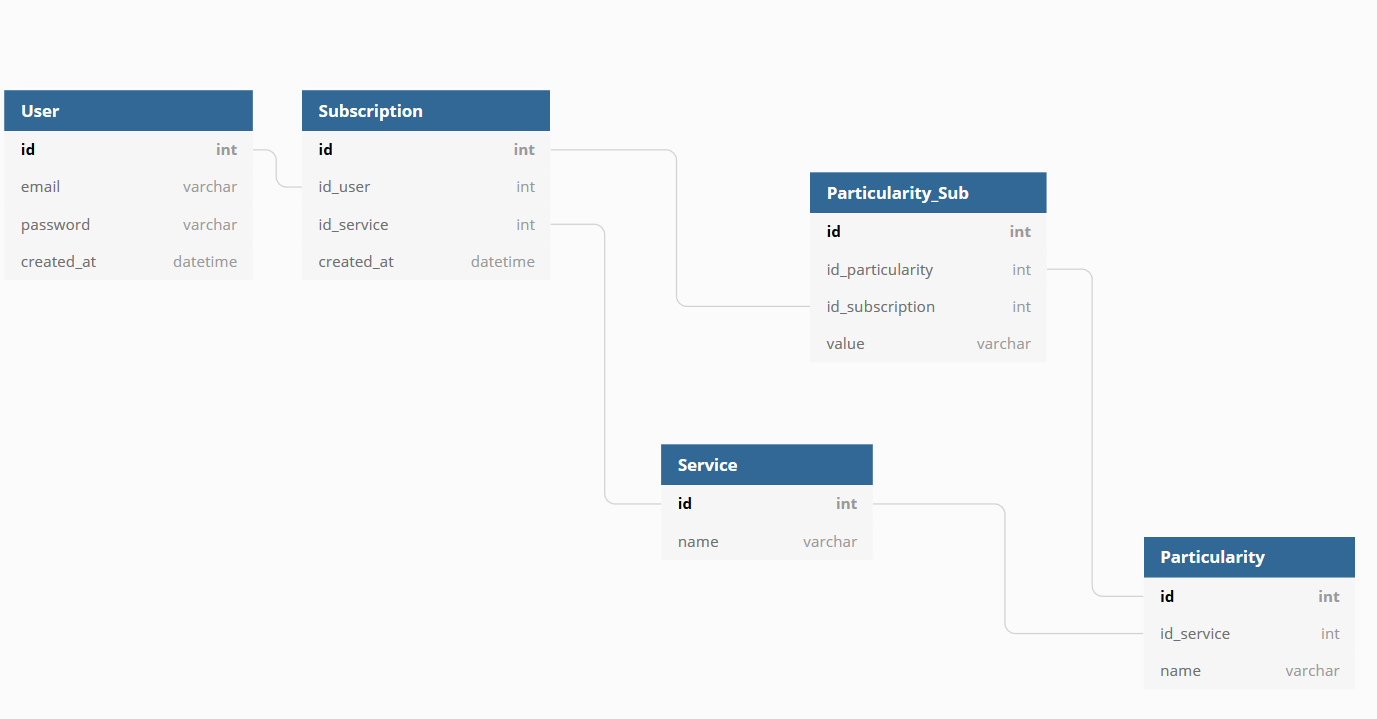 User
id int
email varchar
password varchar
created_at datetime
Subscription
id int
id_user int
id_service int
created_at datetime
Particularity_Sub
id int
id_particularity int
id_subscription int
value varchar
Service
id int
name varchar
Particularity
id int
id_service int
name varchar